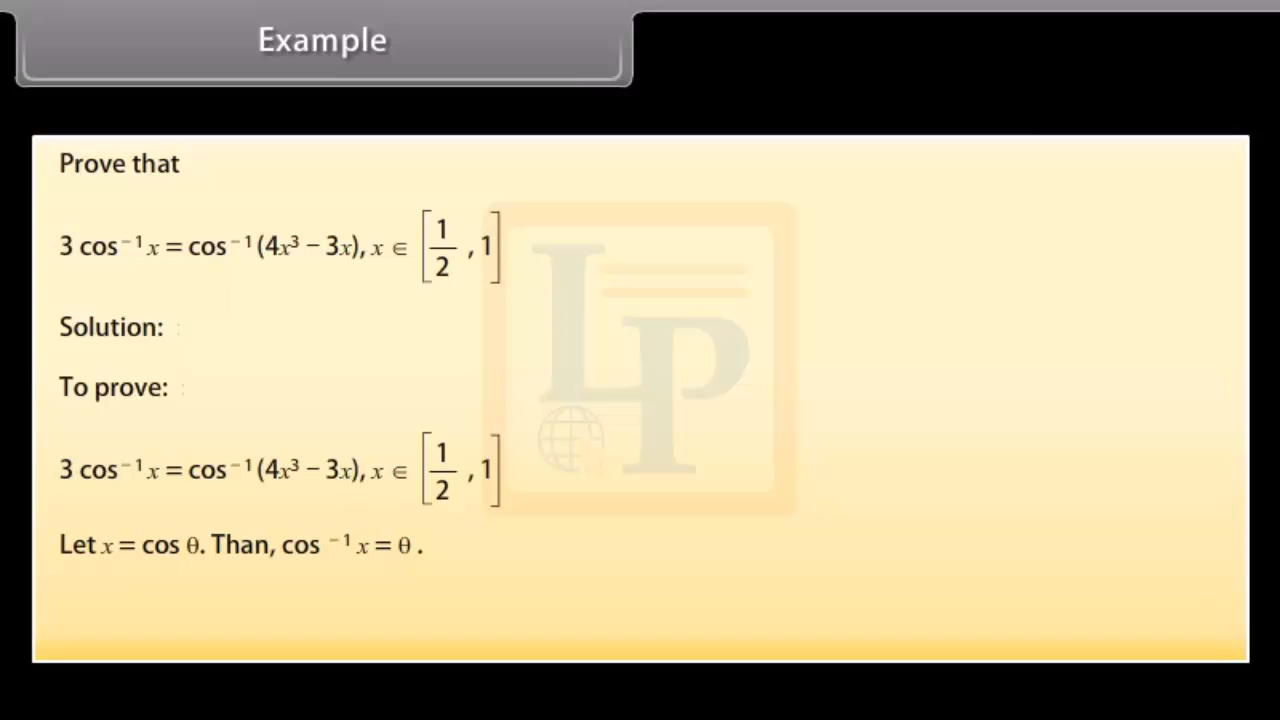 Example
Prove that
3 cos⁻¹x = cos⁻¹(4x³ − 3x), x ∈ [1/2 , 1]
Solution:
To prove:
3 cos⁻¹x = cos⁻¹(4x³ − 3x), x ∈ [1/2 , 1]
Let x = cos θ. Than, cos ⁻¹x = θ .
LP